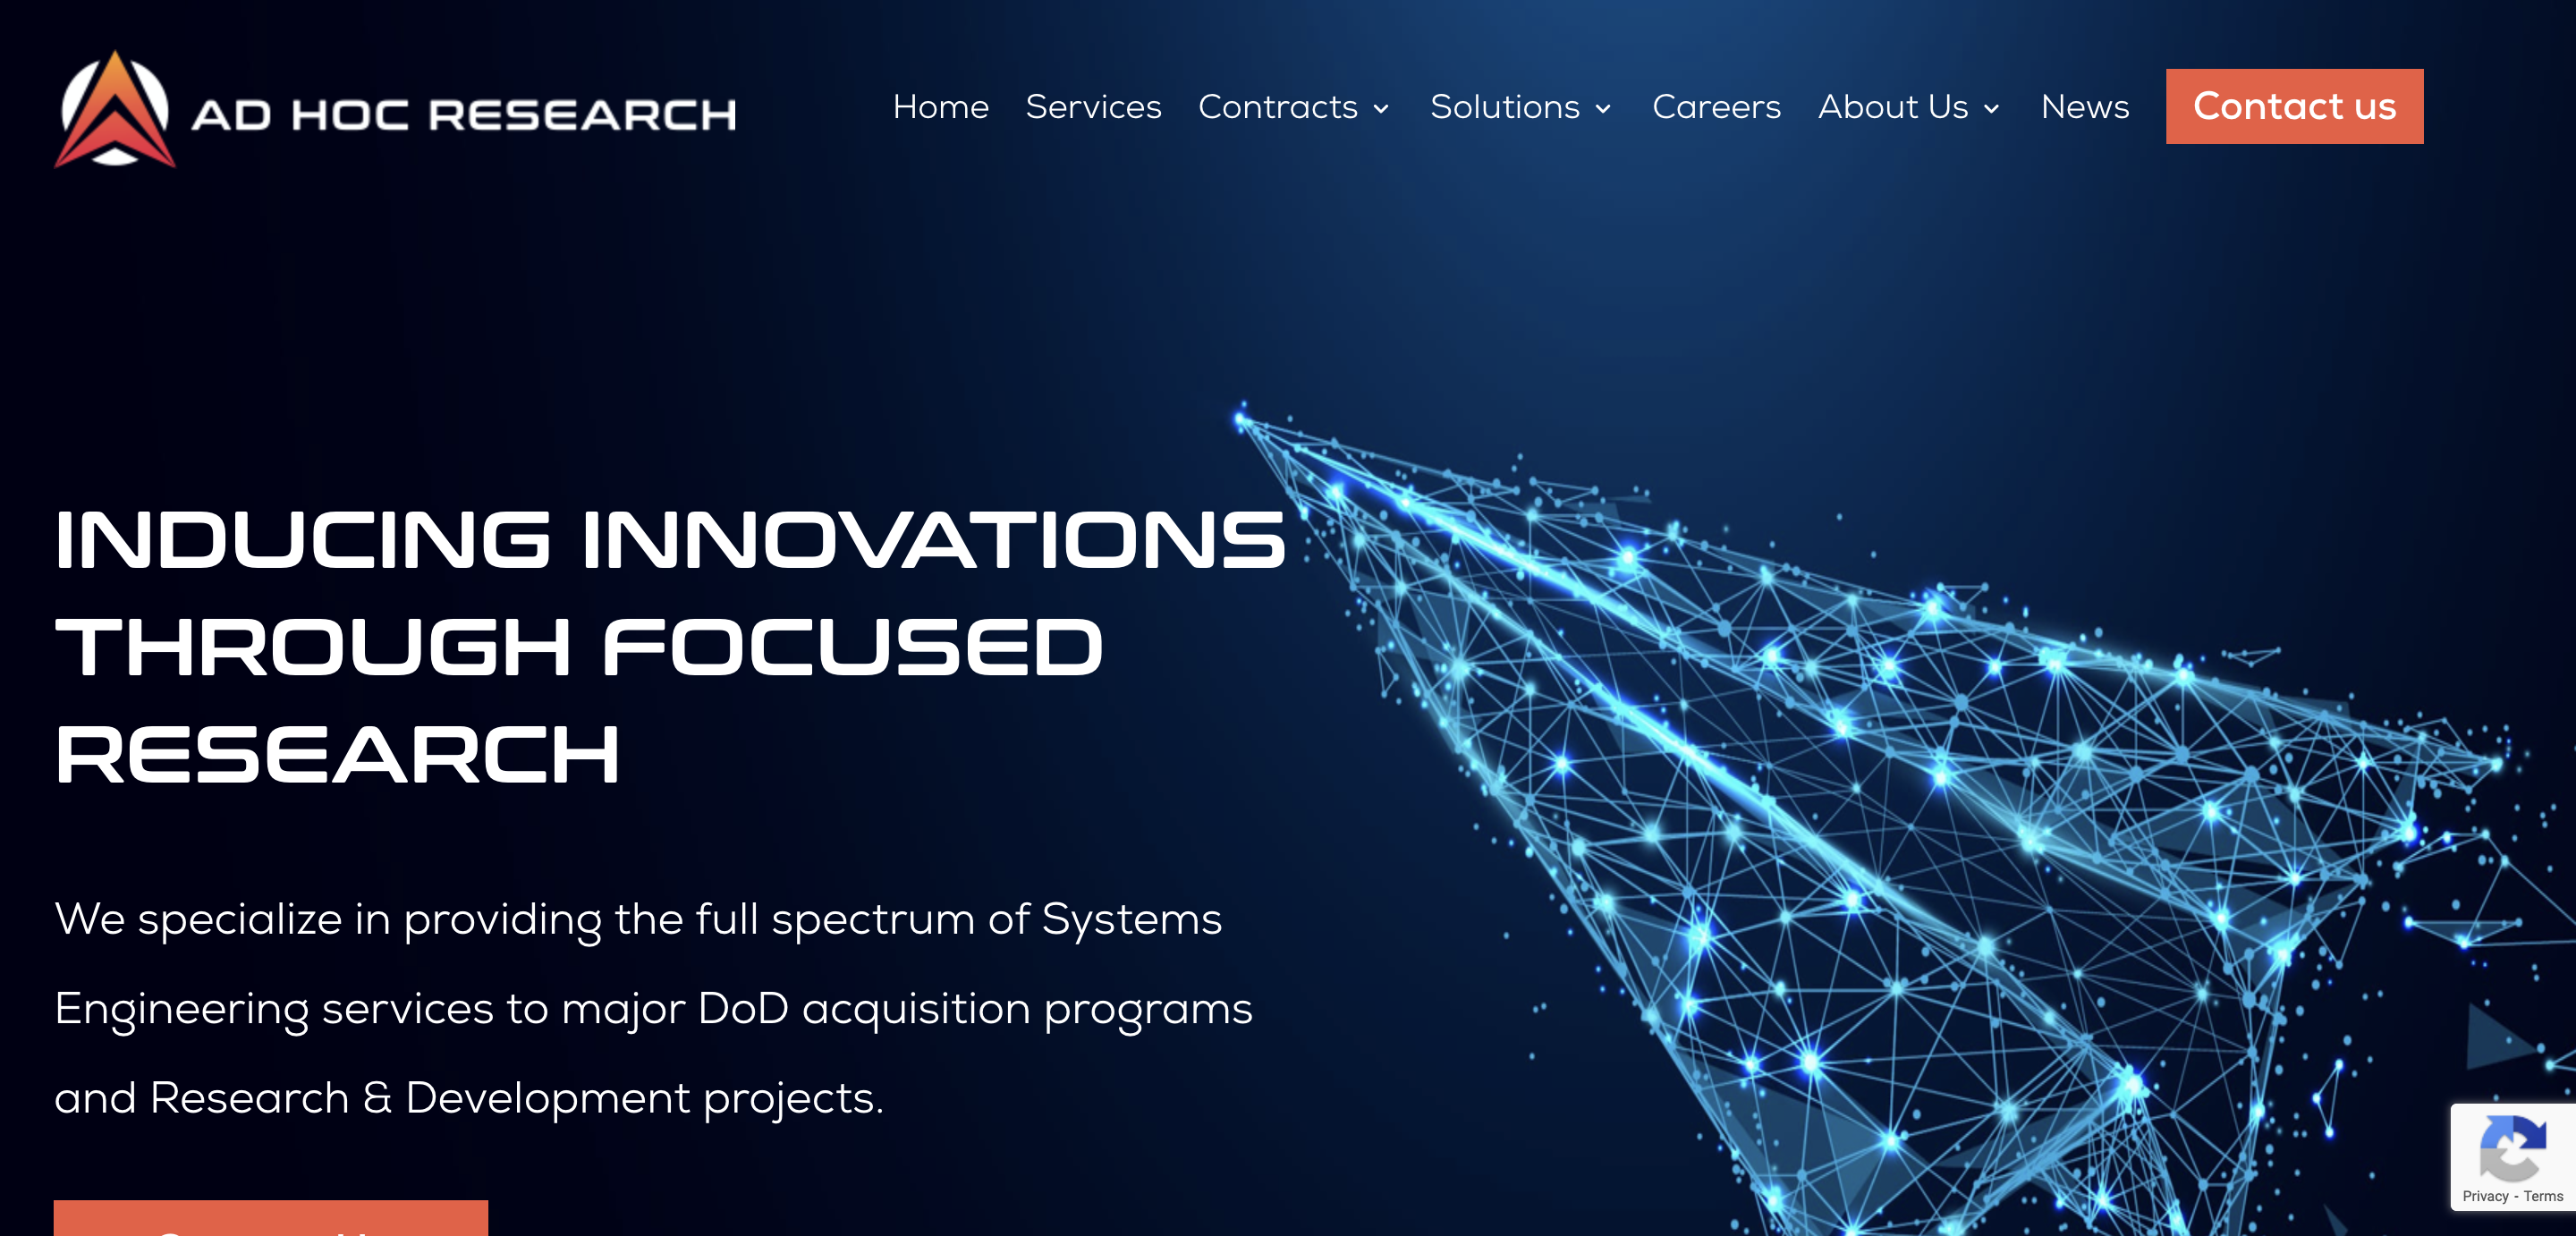 AD HOC RESEARCH
Home Services Contracts Solutions Careers About Us News Contact us
INDUCING INNOVATIONS
THROUGH FOCUSED
RESEARCH
We specialize in providing the full spectrum of Systems
Engineering services to major DoD acquisition programs
and Research & Development projects.
Privacy - Terms